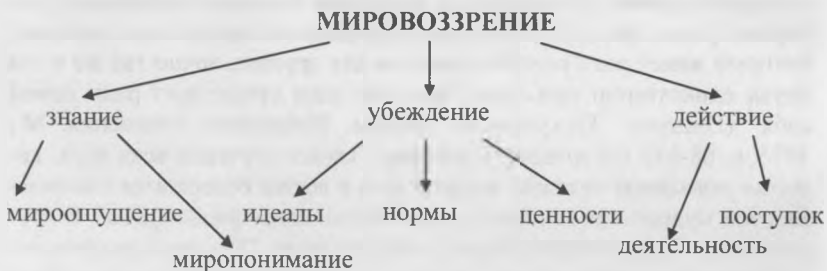 МИРОВОЗЗРЕНИЕ
знание убеждение действие
мироощущение идеалы нормы ценности поступок
деятельность
миропонимание